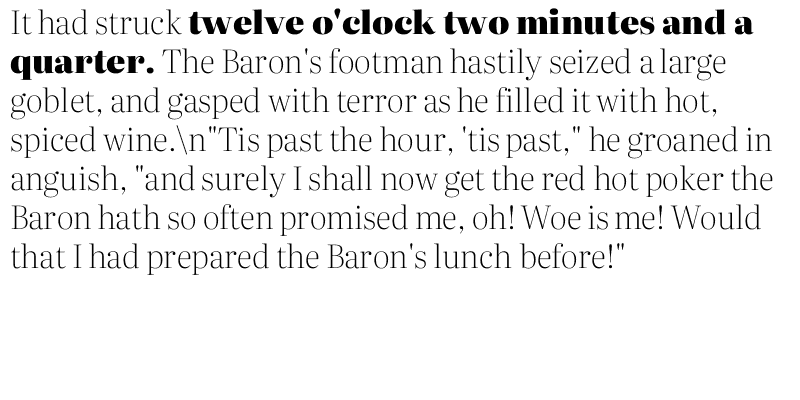 It had struck twelve o'clock two minutes and a
quarter. The Baron's footman hastily seized a large
goblet, and gasped with terror as he filled it with hot,
spiced wine.\n"Tis past the hour, 'tis past," he groaned in
anguish, "and surely I shall now get the red hot poker the
Baron hath so often promised me, oh! Woe is me! Would
that I had prepared the Baron's lunch before!"